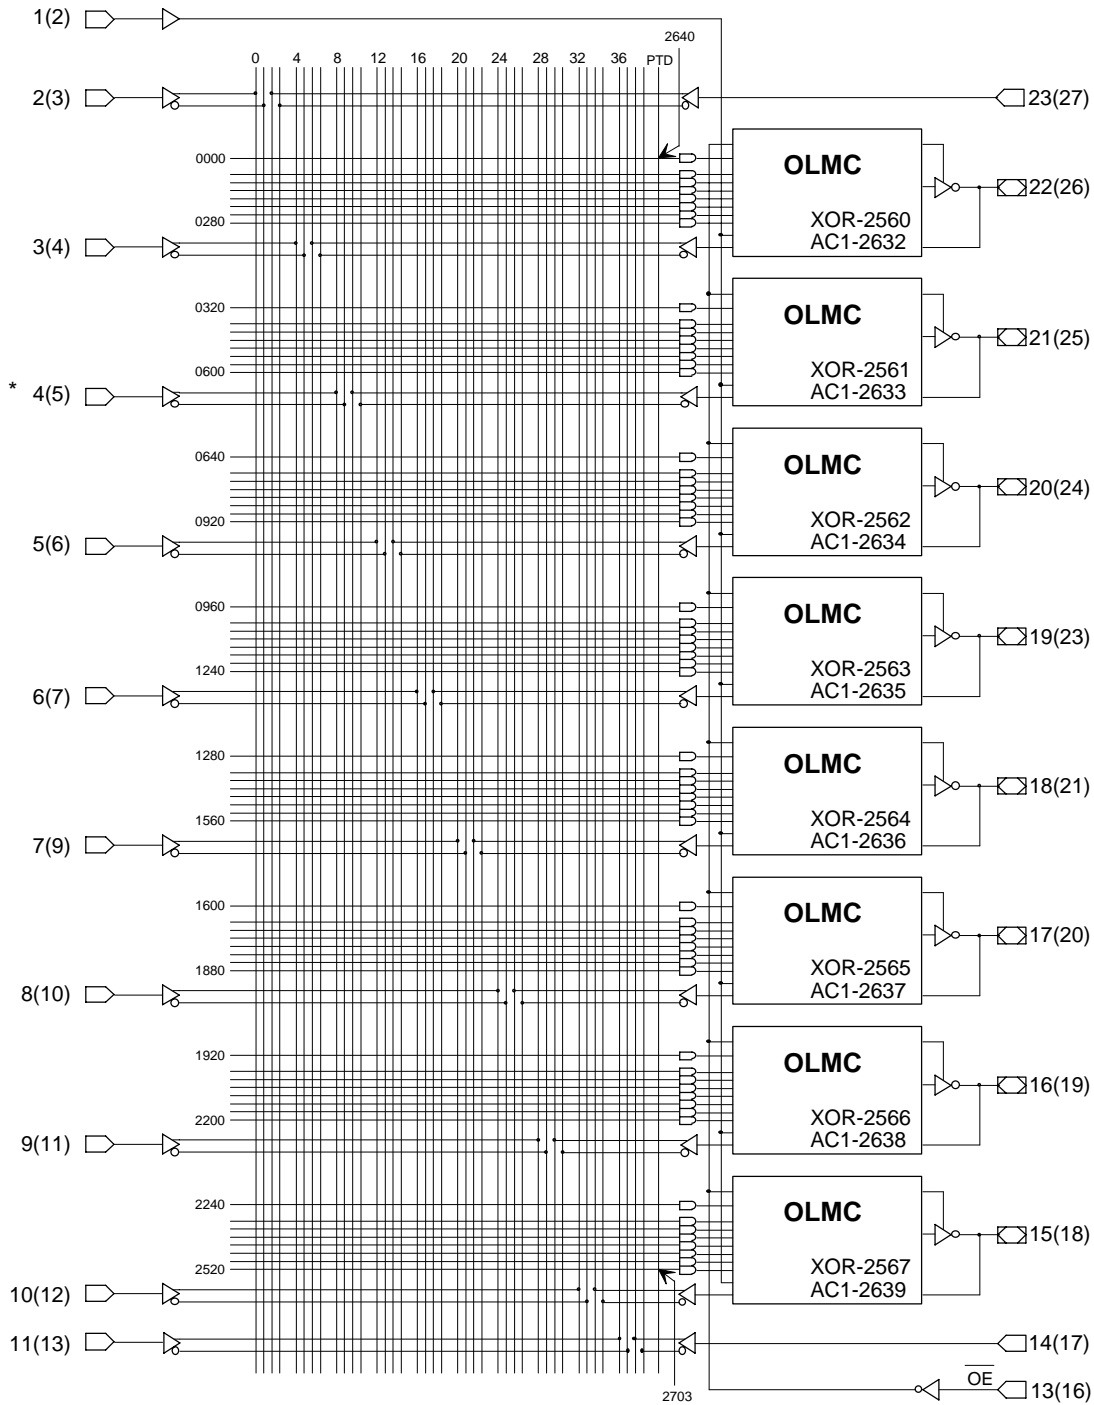 1(2)
2640
0 4 8 12 16 20 24 28 32 36 PTD
2(3) 23(27)
0000
OLMC
22(26)
0280
XOR-2560
3(4) AC1-2632
0320
OLMC
21(25)
0600
XOR-2561
* 4(5) AC1-2633
0640
OLMC
20(24)
0920
XOR-2562
5(6) AC1-2634
0960
OLMC
19(23)
1240
XOR-2563
6(7) AC1-2635
1280
OLMC
18(21)
1560
XOR-2564
7(9) AC1-2636
1600
OLMC
17(20)
1880
XOR-2565
8(10) AC1-2637
1920
OLMC
16(19)
2200
XOR-2566
9(11) AC1-2638
2240
OLMC
15(18)
2520
XOR-2567
10(12) AC1-2639
11(13) 14(17)
OE 13(16)
2703